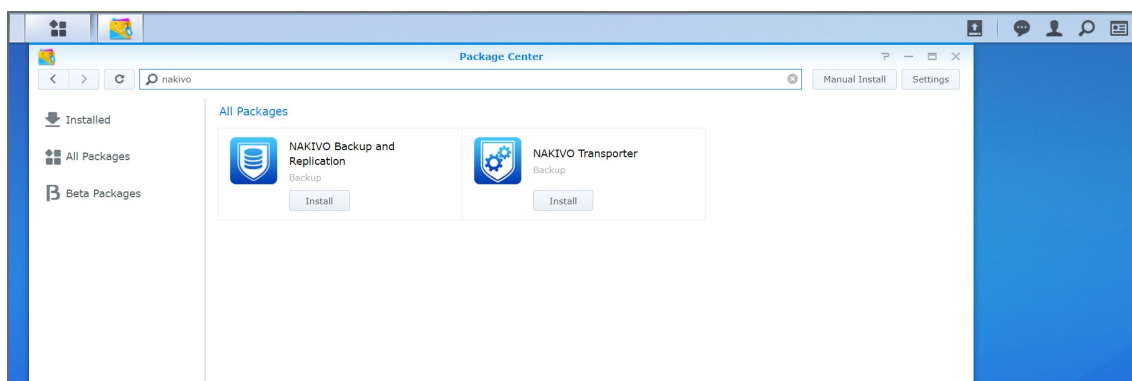 Package Center
nakivo
Manual Install
Settings
Installed
All Packages
Beta Packages
All Packages
NAKIVO Backup and
Replication
Backup
Install
NAKIVO Transporter
Backup
Install